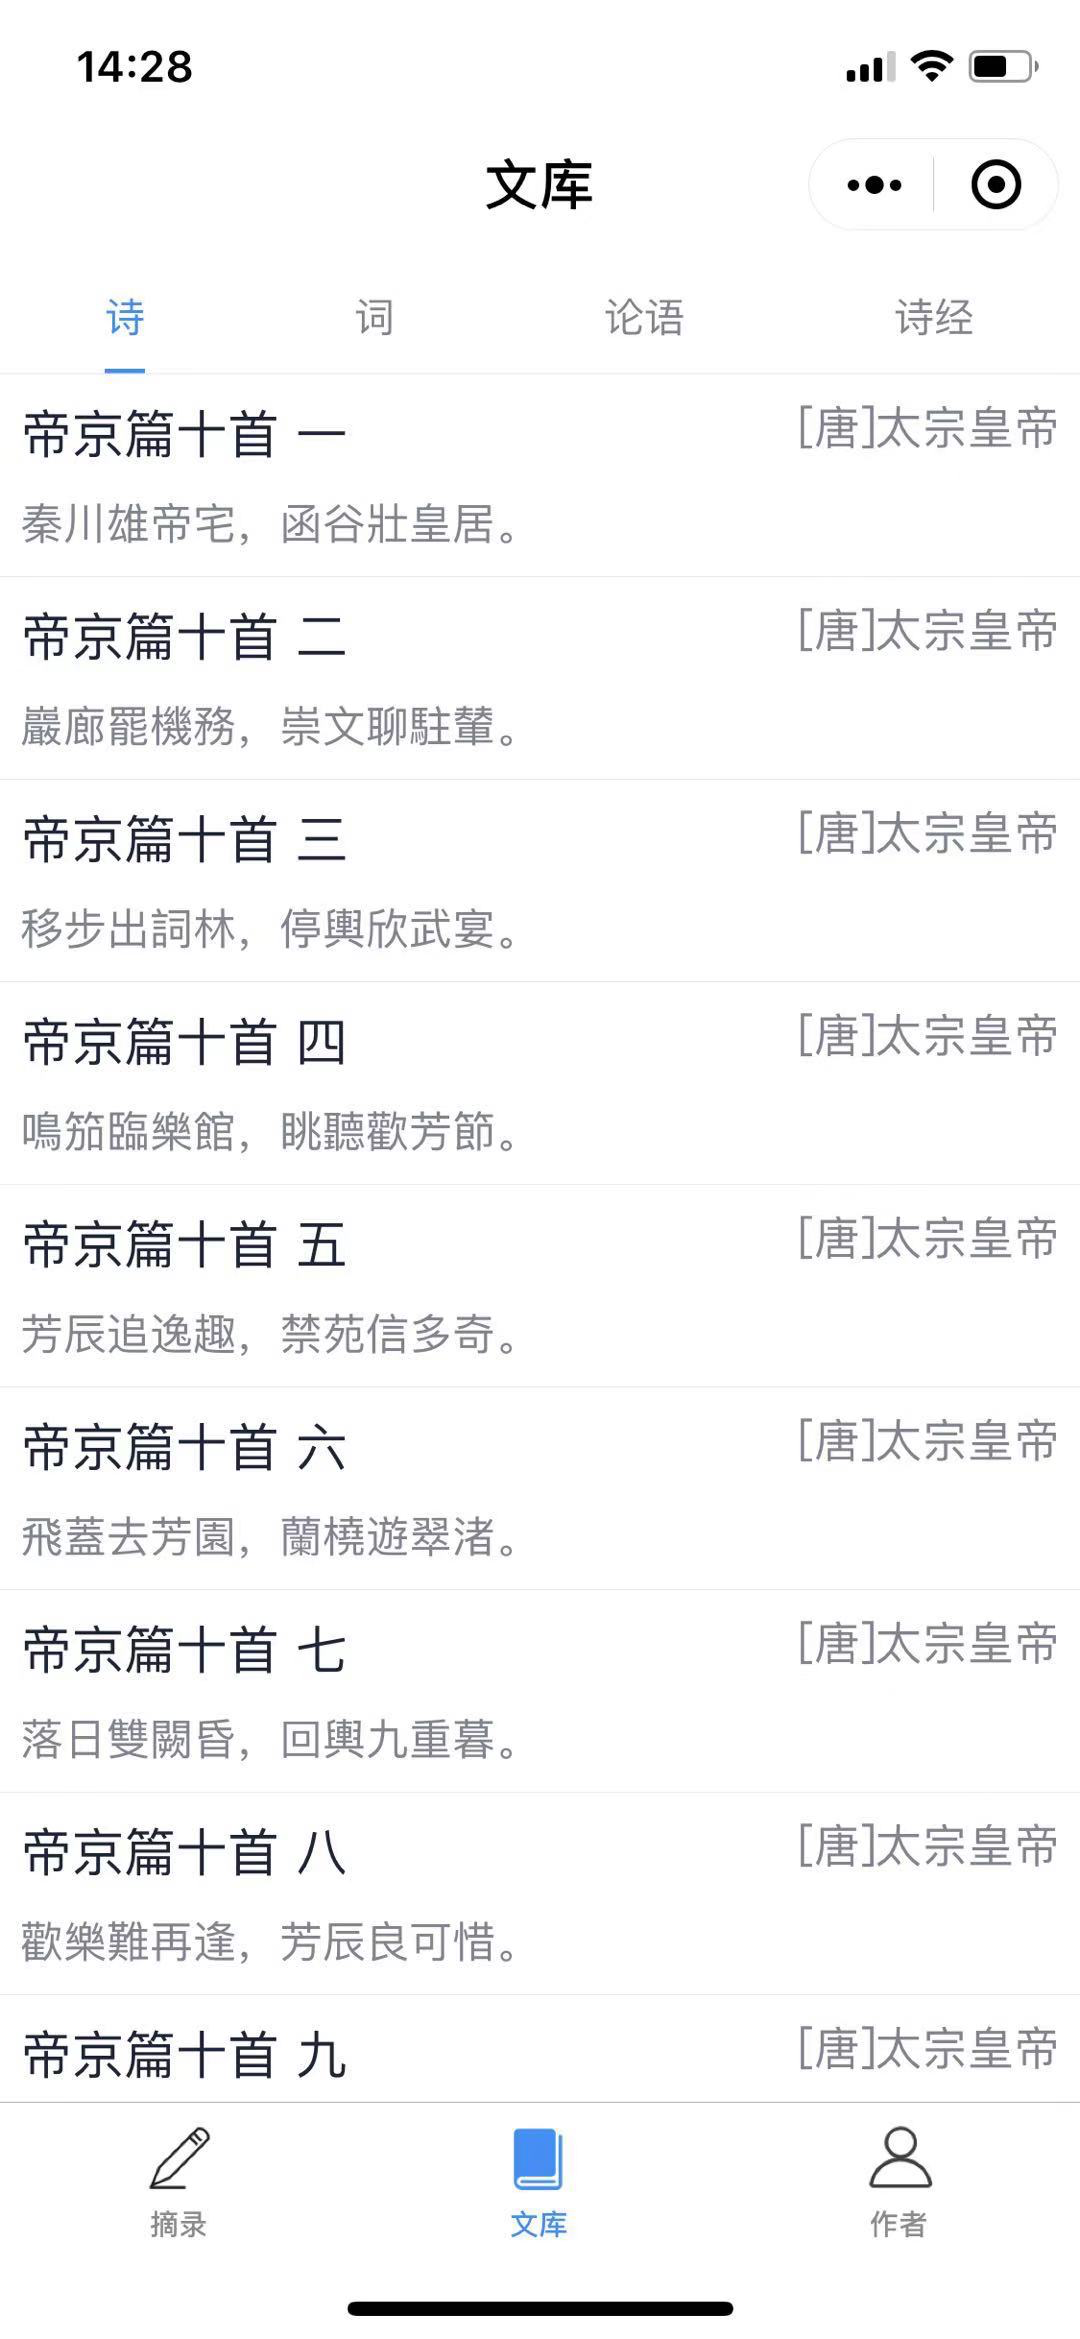 14:28
文库
诗 词 论语 诗经
帝京篇十首 一 [唐]太宗皇帝
秦川雄帝宅，函谷壯皇居。
帝京篇十首 二 [唐]太宗皇帝
巖廊罷機務，崇文聊駐輦。
帝京篇十首 三 [唐]太宗皇帝
移步出詞林，停輿欣武宴。
帝京篇十首 四 [唐]太宗皇帝
鳴笳臨樂館，眺聽歡芳節。
帝京篇十首 五 [唐]太宗皇帝
芳辰追逸趣，禁苑信多奇。
帝京篇十首 六 [唐]太宗皇帝
飛蓋去芳園，蘭橈遊翠渚。
帝京篇十首 七 [唐]太宗皇帝
落日雙闕昏，回輿九重暮。
帝京篇十首 八 [唐]太宗皇帝
歡樂難再逢，芳辰良可惜。
帝京篇十首 九 [唐]太宗皇帝
摘录 文库 作者